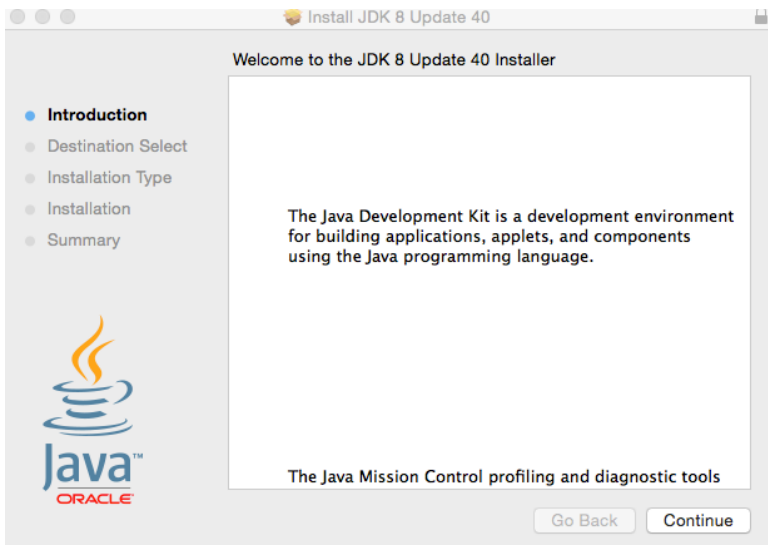 Install JDK 8 Update 40
Welcome to the JDK 8 Update 40 Installer
Introduction
Destination Select
Installation Type
Installation
Summary
The Java Development Kit is a development environment
for building applications, applets, and components
using the Java programming language.
The Java Mission Control profiling and diagnostic tools
Java™
ORACLE
Go Back
Continue